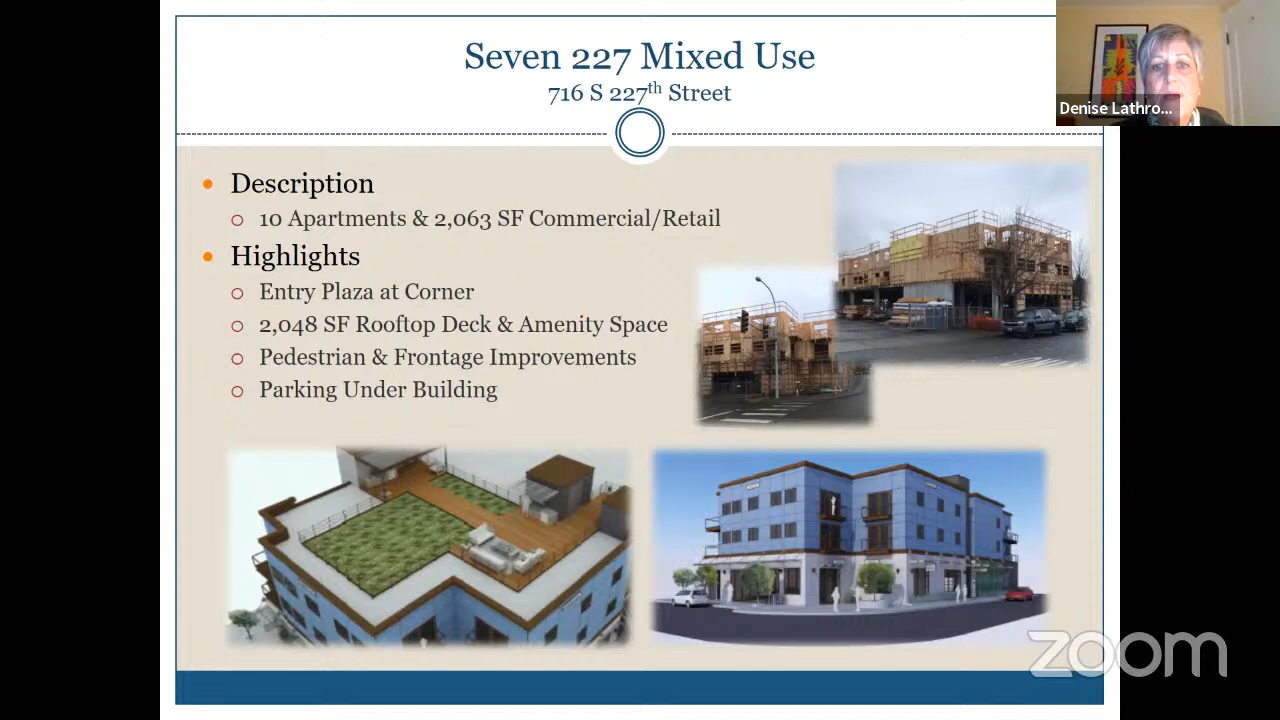 Seven 227 Mixed Use
716 S 227th Street
Denise Lathro...
Description
10 Apartments & 2,063 SF Commercial/Retail
Highlights
Entry Plaza at Corner
2,048 SF Rooftop Deck & Amenity Space
Pedestrian & Frontage Improvements
Parking Under Building
zoom